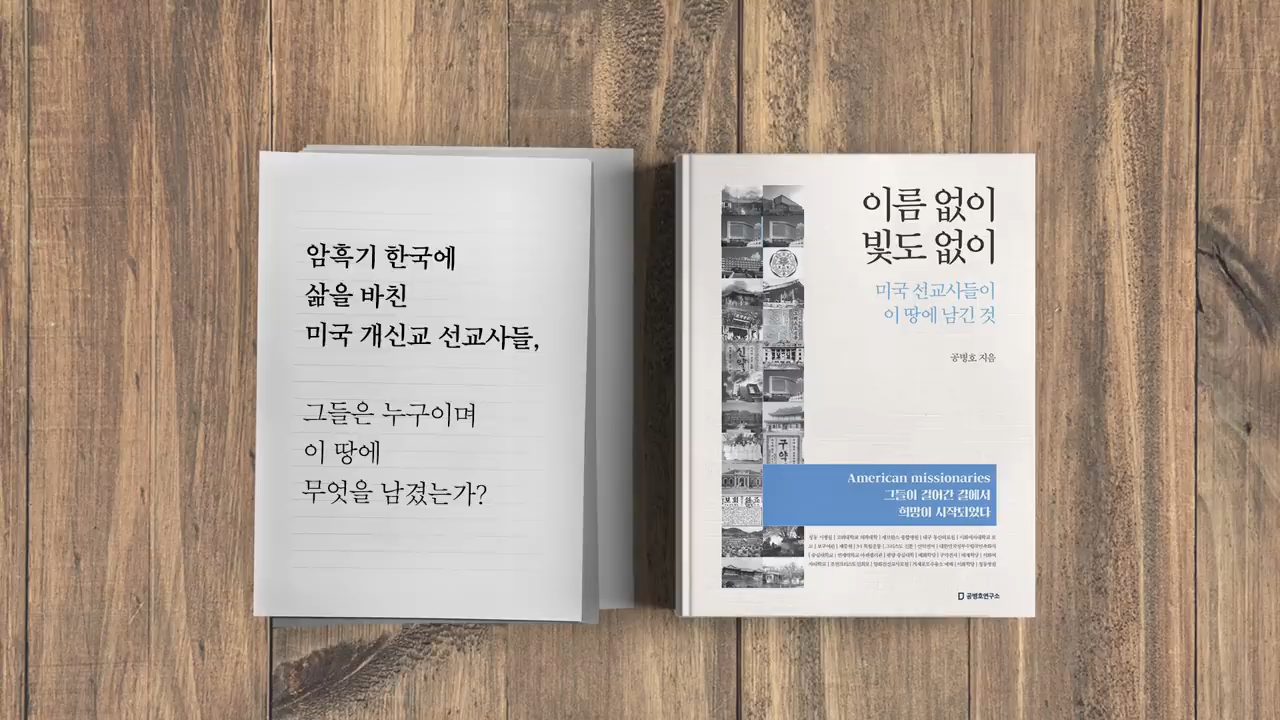 암흑기 한국에
삶을 바친
미국 개신교 선교사들,
그들은 누구이며
이 땅에
무엇을 남겼는가?
이름 없이
빛도 없이
미국 선교사들이
이 땅에 남긴 것
공병호 지음
구약
American missionaries
그들이 걸어간 길에서
희망이 시작되었다
공병호연구소